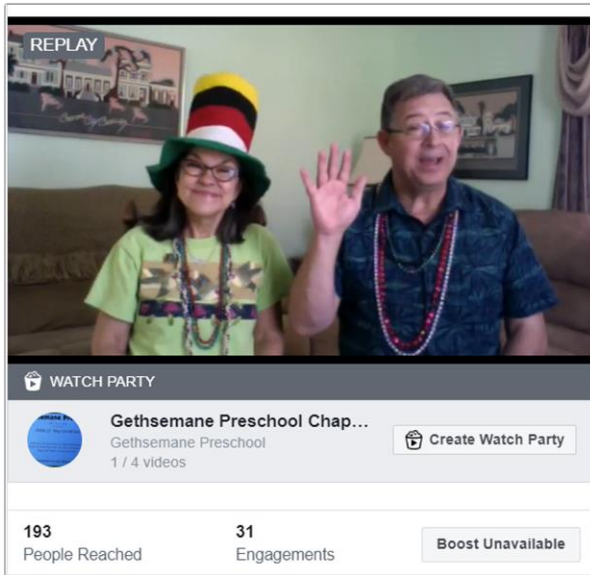 REPLAY
WATCH PARTY
Gethsemane Preschool Chap…
Gethsemane Preschool
1 / 4 videos
Create Watch Party
193
People Reached
31
Engagements
Boost Unavailable